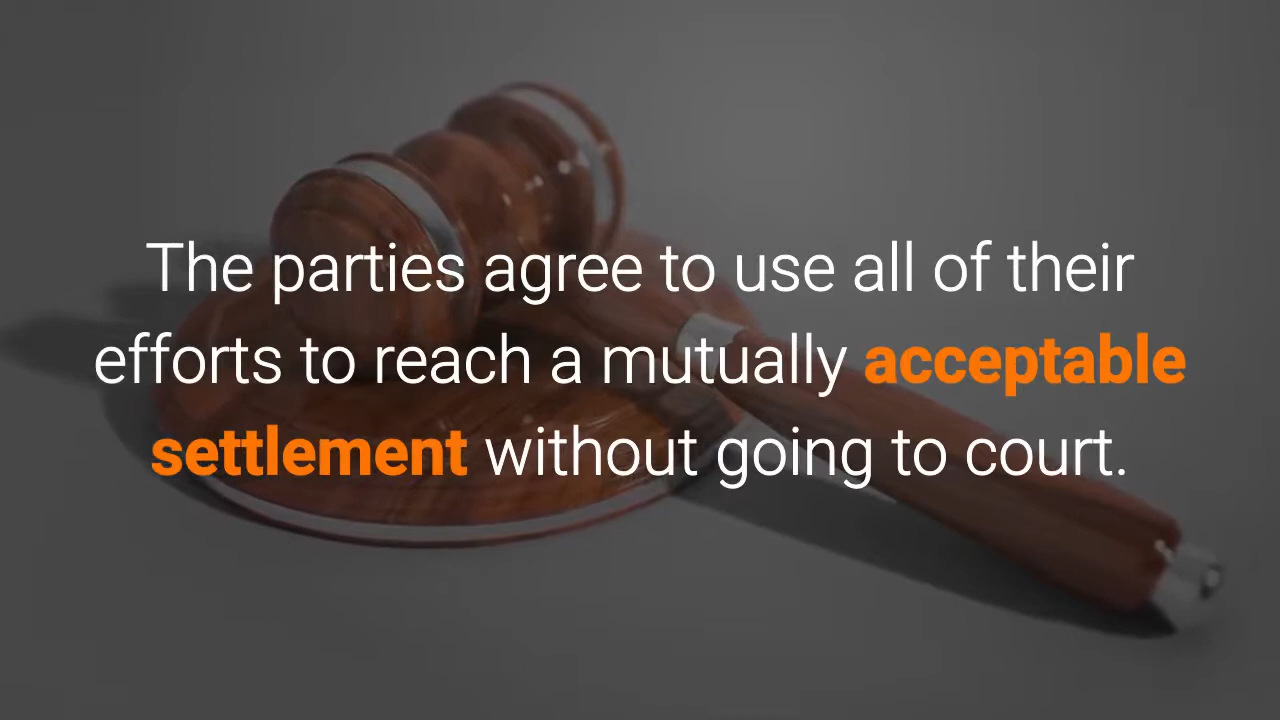 The parties agree to use all of their
efforts to reach a mutually acceptable
settlement without going to court.